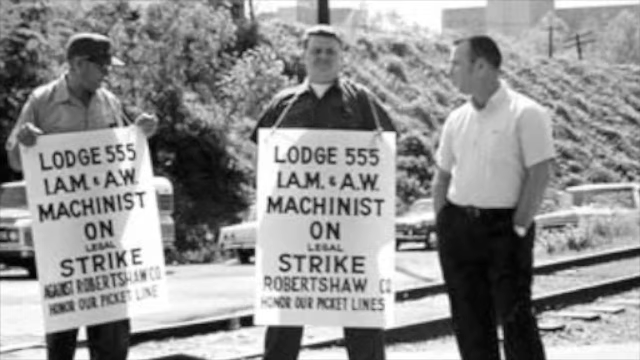 LODGE 555
I.A.M. & A.W.
MACHINIST
ON
LEGAL
STRIKE
AGAINST ROBERTSHAW CO
HONOR OUR PICKET LINE
LODGE 555
I.A.M. & A.W.
MACHINIST
ON
LEGAL
STRIKE
ROBERTSHAW CO
HONOR OUR PICKET LINES